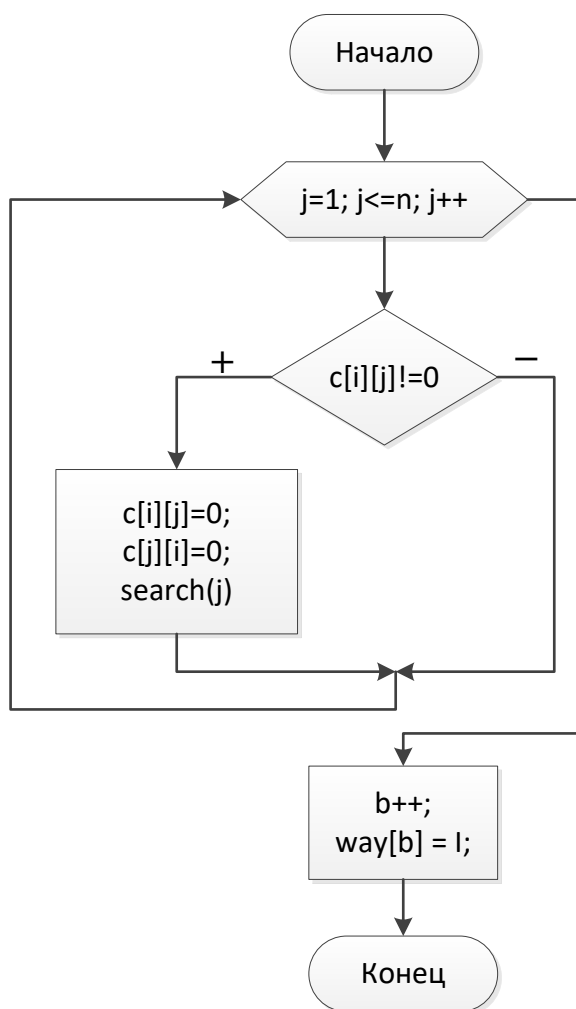 Начало
j=1; j<=n; j++
+
–
c[i][j]!=0
c[i][j]=0;
c[j][i]=0;
search(j)
b++;
way[b] = I;
Конец